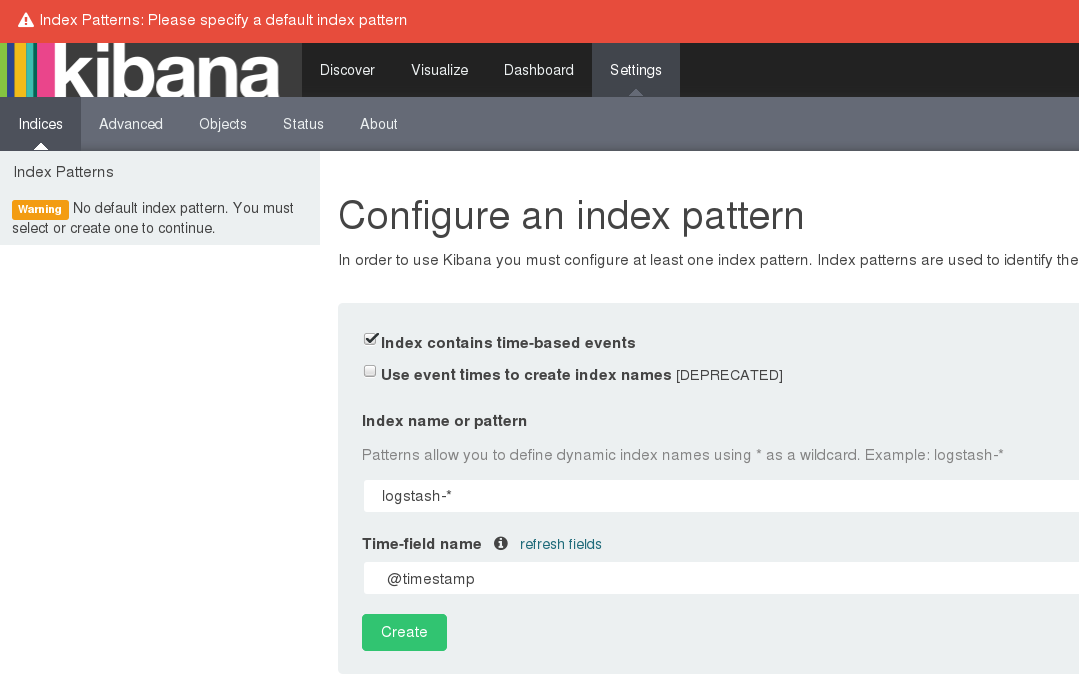 Index Patterns: Please specify a default index pattern
kibana
Discover Visualize Dashboard Settings
Indices Advanced Objects Status About
Index Patterns
Warning No default index pattern. You must
select or create one to continue.
Configure an index pattern
In order to use Kibana you must configure at least one index pattern. Index patterns are used to identify the
Index contains time-based events
Use event times to create index names [DEPRECATED]
Index name or pattern
Patterns allow you to define dynamic index names using * as a wildcard. Example: logstash-*
logstash-*
Time-field name refresh fields
@timestamp
Create